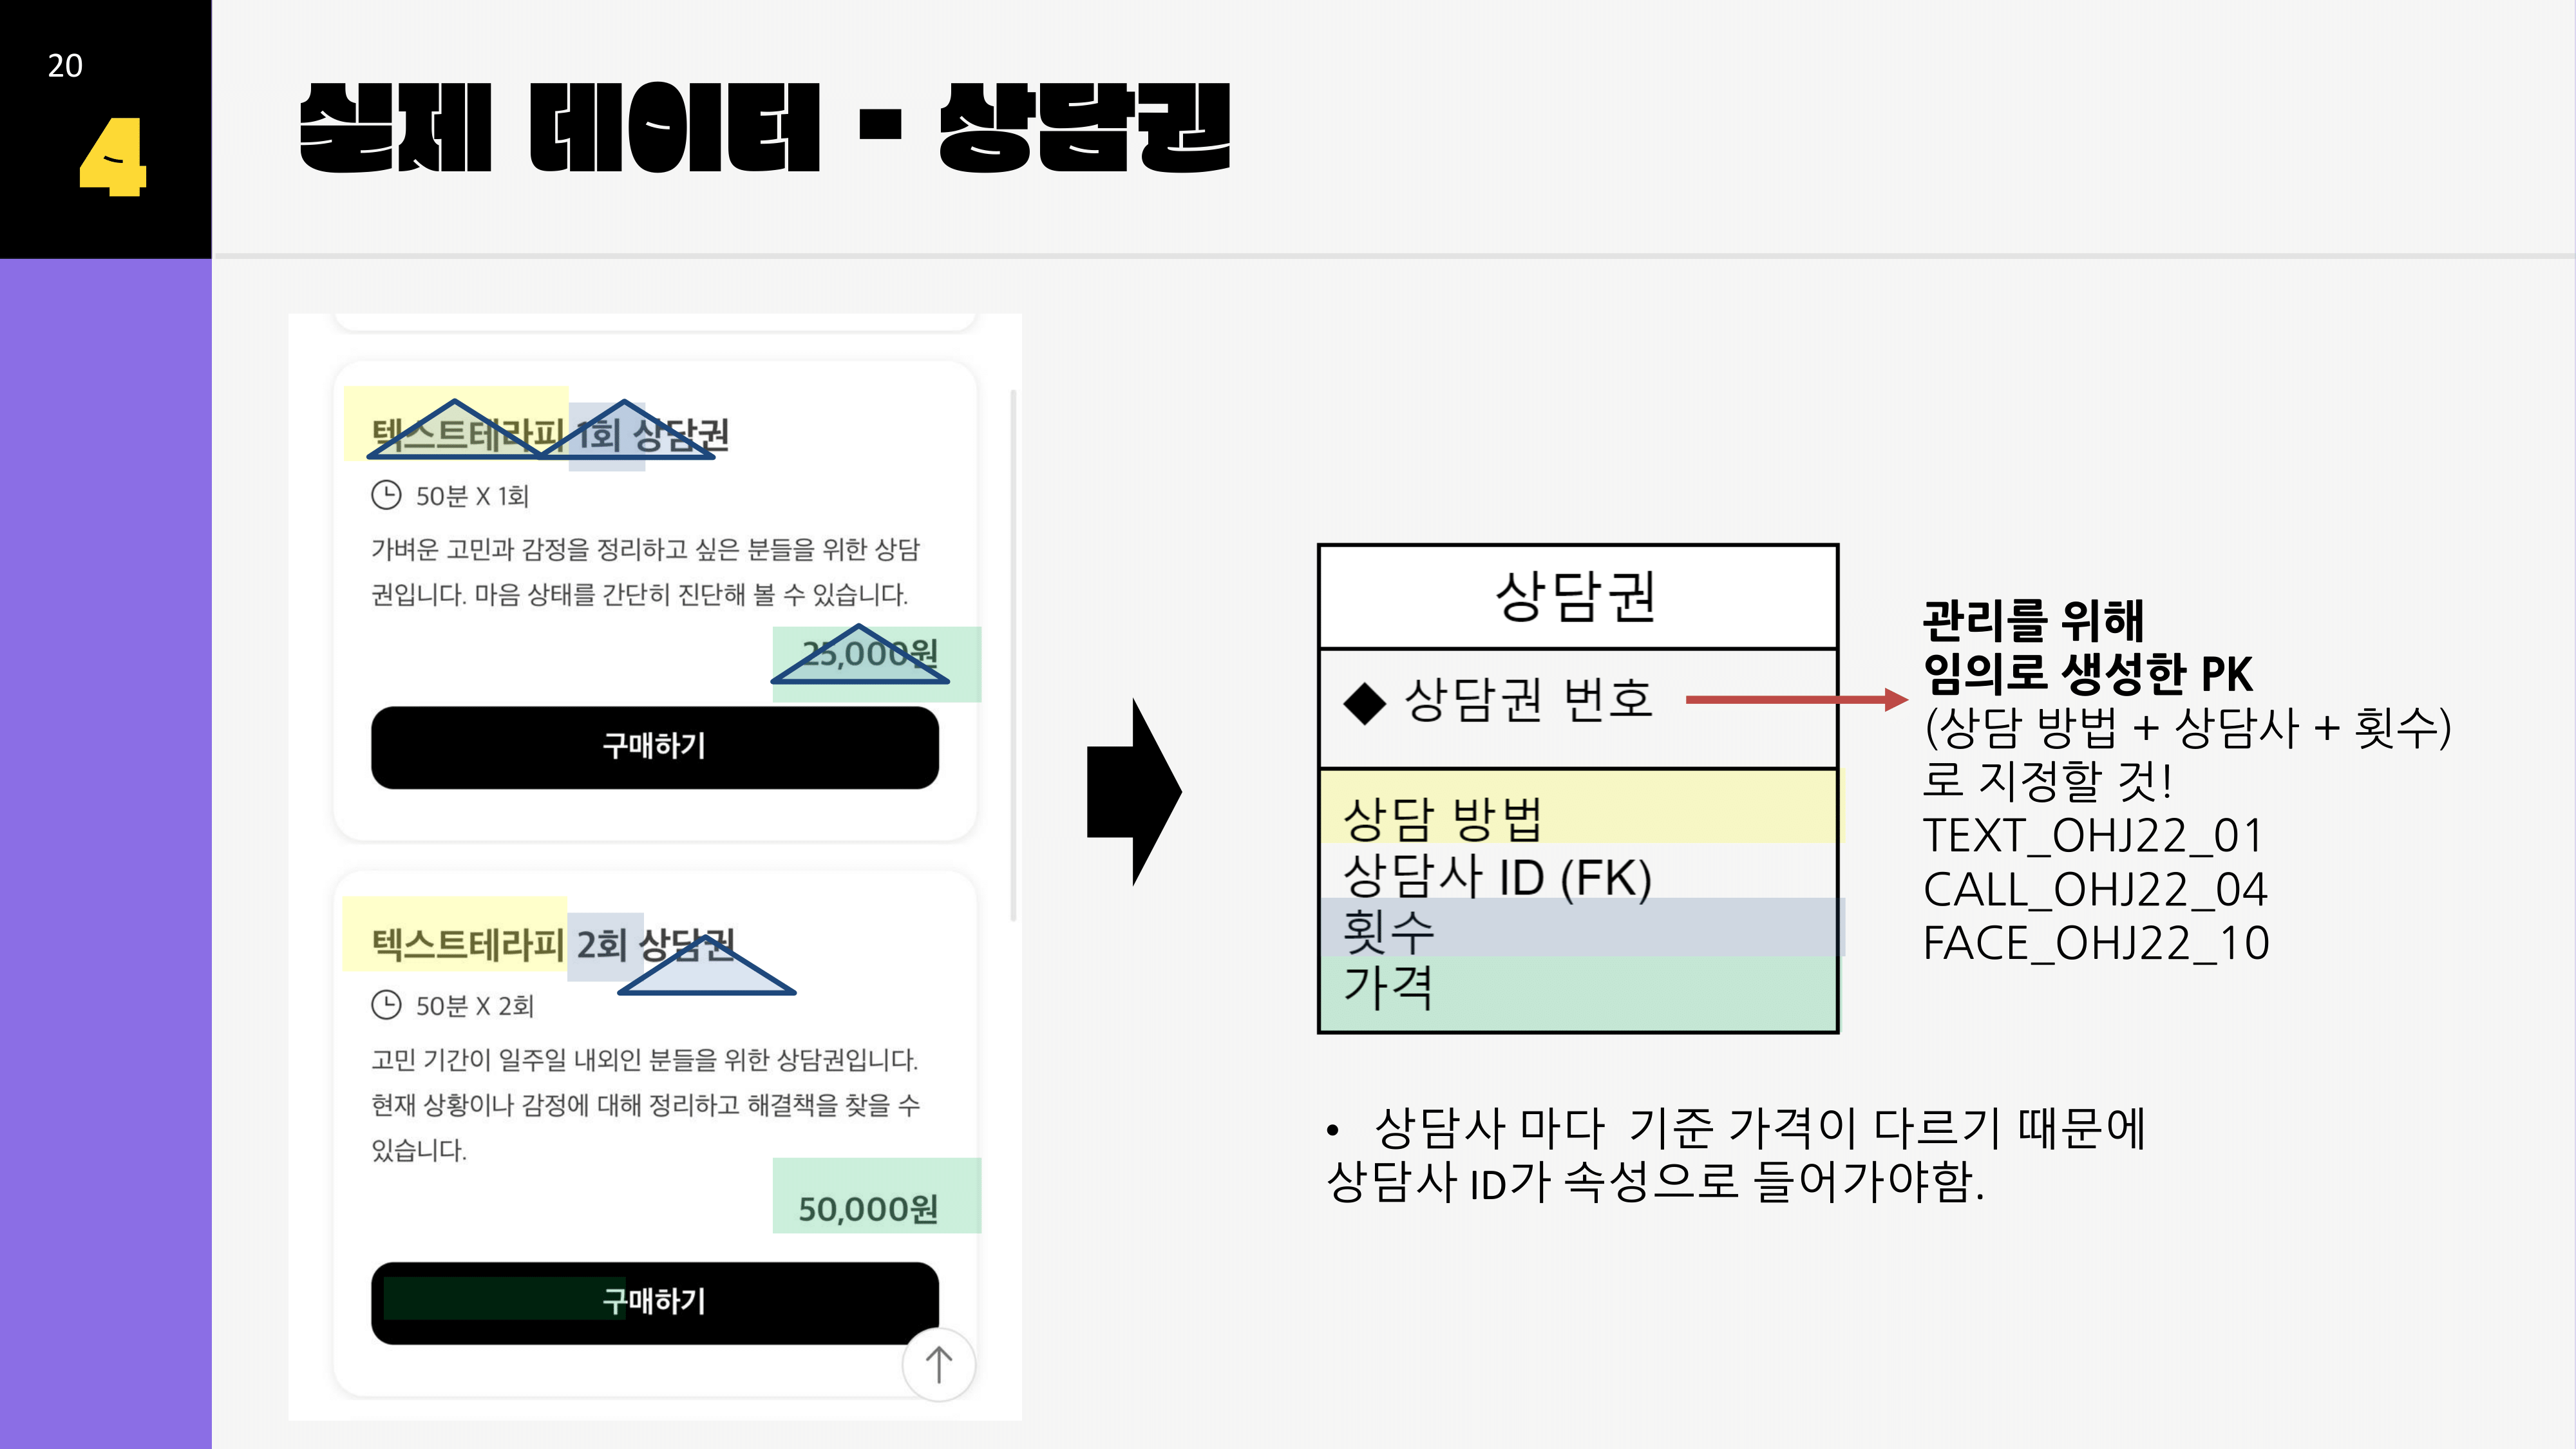 20
4
실제 데이터 - 상담권
텍스트테라피 1회 상담권
50분 X 1회
가벼운 고민과 감정을 정리하고 싶은 분들을 위한 상담
권입니다. 마음 상태를 간단히 진단해 볼 수 있습니다.
25,000원
구매하기
텍스트테라피 2회 상담권
50분 X 2회
고민 기간이 일주일 내외인 분들을 위한 상담권입니다.
현재 상황이나 감정에 대해 정리하고 해결책을 찾을 수
있습니다.
50,000원
구매하기
상담권
◆ 상담권 번호
상담 방법
상담사 ID (FK)
횟수
가격
관리를 위해
임의로 생성한 PK
(상담 방법 + 상담사 + 횟수)
로 지정할 것!
TEXT_OHJ22_01
CALL_OHJ22_04
FACE_OHJ22_10
• 상담사 마다 기준 가격이 다르기 때문에
상담사 ID가 속성으로 들어가야함.